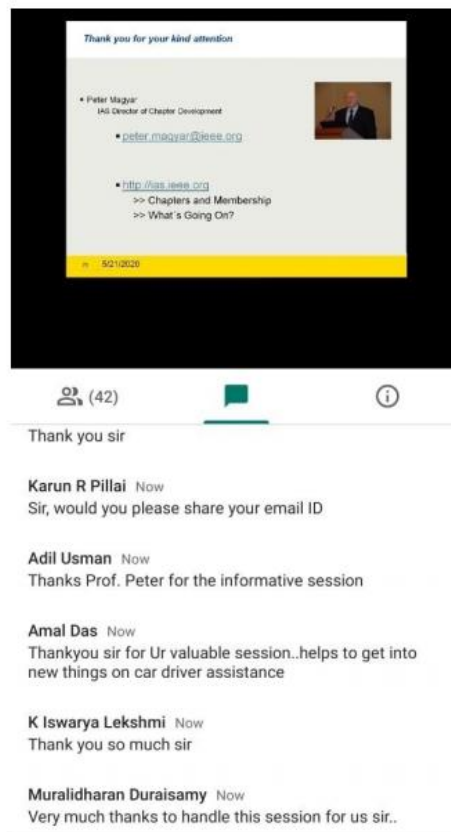 Thank you for your kind attention
Peter Magyar
IAS Director of Chapter Development
peter.magyar@ieee.org
http://ias.ieee.org
>> Chapters and Membership
>> What´s Going On?
5/21/2020
(42)
Thank you sir
Karun R Pillai Now
Sir, would you please share your email ID
Adil Usman Now
Thanks Prof. Peter for the informative session
Amal Das Now
Thankyou sir for Ur valuable session..helps to get into
new things on car driver assistance
K Iswarya Lekshmi Now
Thank you so much sir
Muralidharan Duraisamy Now
Very much thanks to handle this session for us sir..